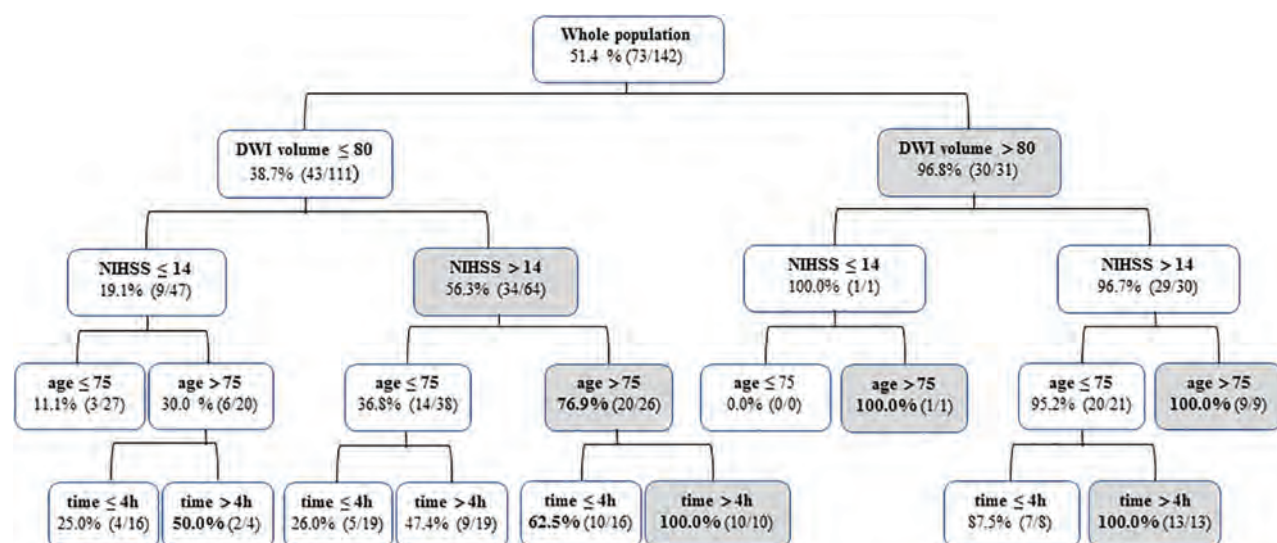 Whole population
51.4 % (73/142)
DWI volume ≤ 80
38.7% (43/111)
DWI volume > 80
96.8% (30/31)
NIHSS ≤ 14
19.1% (9/47)
NIHSS > 14
56.3% (34/64)
NIHSS ≤ 14
100.0% (1/1)
NIHSS > 14
96.7% (29/30)
age ≤ 75
11.1% (3/27)
age > 75
30.0 % (6/20)
age ≤ 75
36.8% (14/38)
age > 75
76.9% (20/26)
age ≤ 75
0.0% (0/0)
age > 75
100.0% (1/1)
age ≤ 75
95.2% (20/21)
age > 75
100.0% (9/9)
time ≤ 4h
25.0% (4/16)
time > 4h
50.0% (2/4)
time ≤ 4h
26.0% (5/19)
time > 4h
47.4% (9/19)
time ≤ 4h
62.5% (10/16)
time > 4h
100.0% (10/10)
time ≤ 4h
87.5% (7/8)
time > 4h
100.0% (13/13)